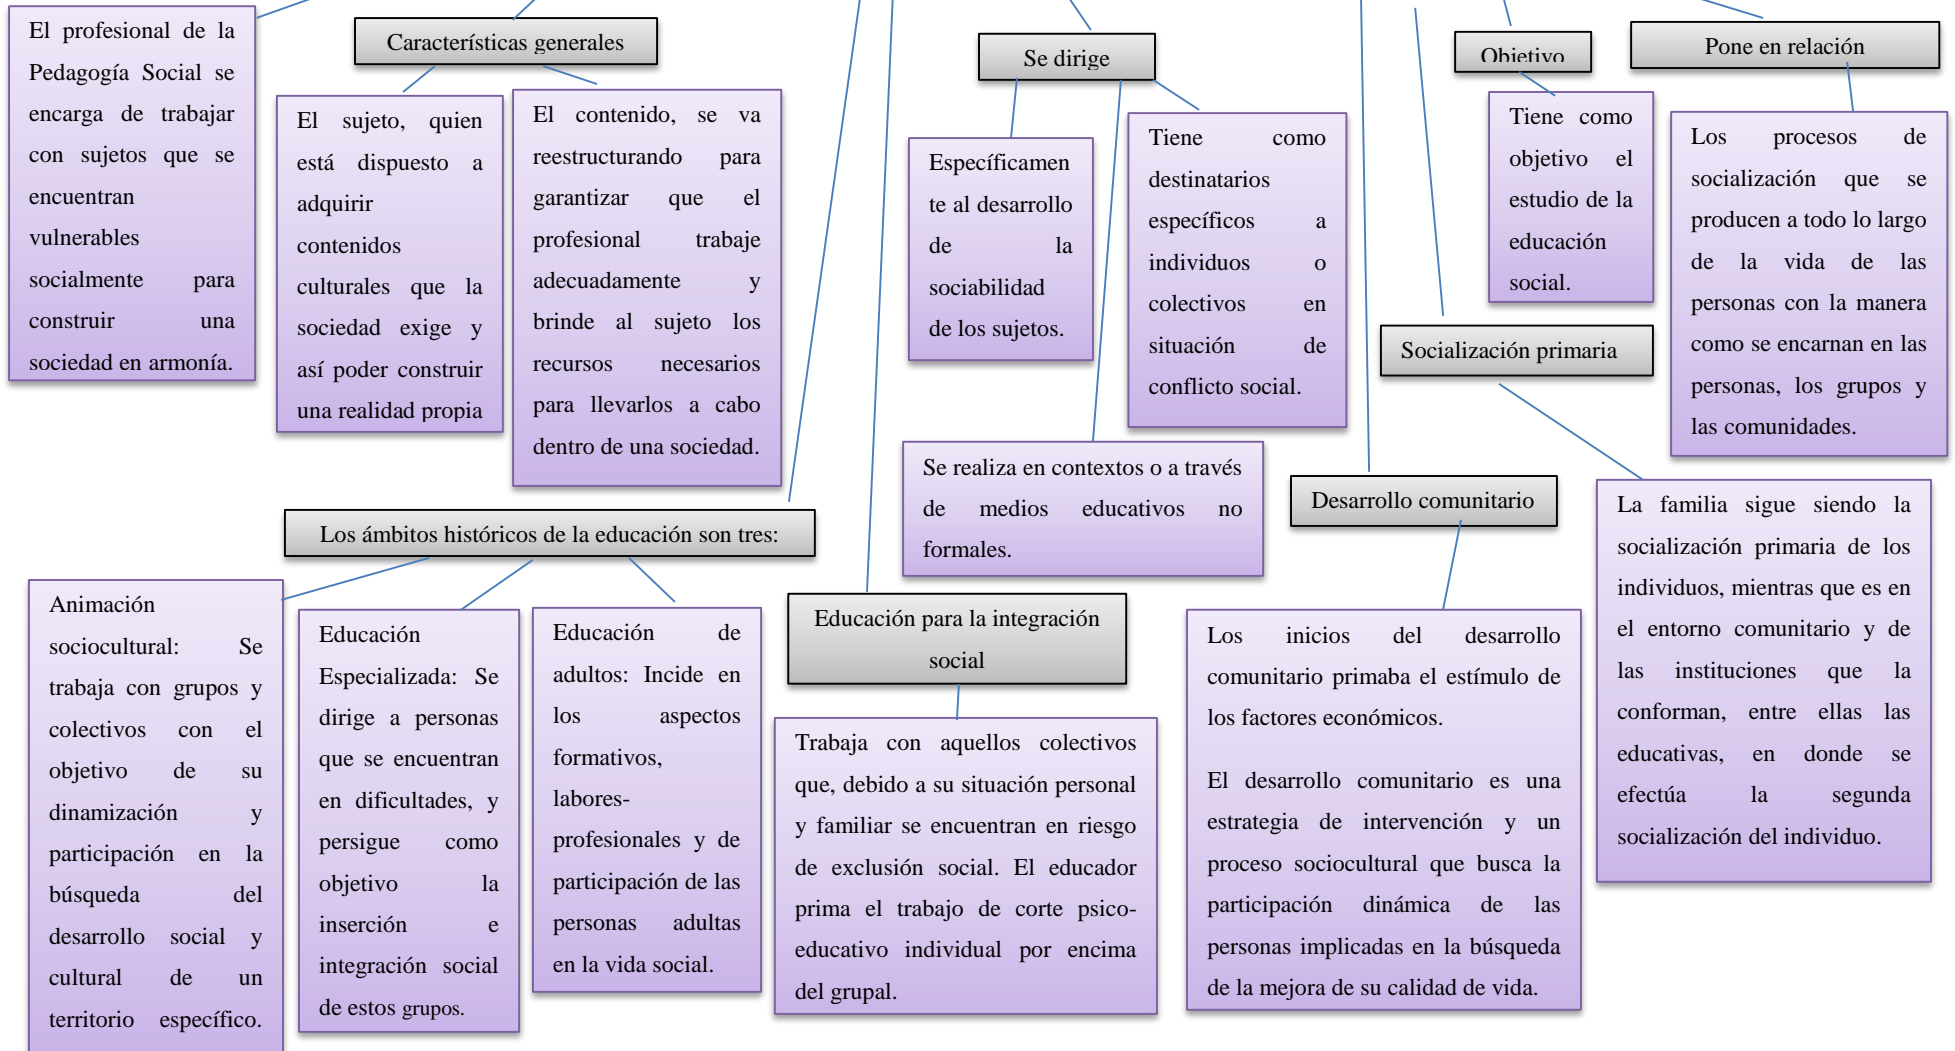 El profesional de la
Pedagogía Social se
encarga de trabajar
con sujetos que se
encuentran
vulnerables
socialmente para
construir una
sociedad en armonía.
Características generales
El sujeto, quien
está dispuesto a
adquirir
contenidos
culturales que la
sociedad exige y
así poder construir
una realidad propia
El contenido, se va
reestructurando para
garantizar que el
profesional trabaje
adecuadamente y
brinde al sujeto los
recursos necesarios
para llevarlos a cabo
dentro de una sociedad.
Se dirige
Específicamen
te al desarrollo
de la
sociabilidad
de los sujetos.
Tiene como
destinatarios
específicos a
individuos o
colectivos en
situación de
conflicto social.
Se realiza en contextos o a través
de medios educativos no
formales.
Objetivo
Tiene como
objetivo el
estudio de la
educación
social.
Pone en relación
Los procesos de
socialización que se
producen a todo lo largo
de la vida de las
personas con la manera
como se encarnan en las
personas, los grupos y
las comunidades.
Socialización primaria
La familia sigue siendo la
socialización primaria de los
individuos, mientras que es en
el entorno comunitario y de
las instituciones que la
conforman, entre ellas las
educativas, en donde se
efectúa la segunda
socialización del individuo.
Desarrollo comunitario
Los inicios del desarrollo
comunitario primaba el estímulo de
los factores económicos.
El desarrollo comunitario es una
estrategia de intervención y un
proceso sociocultural que busca la
participación dinámica de las
personas implicadas en la búsqueda
de la mejora de su calidad de vida.
Los ámbitos históricos de la educación son tres:
Animación
sociocultural: Se
trabaja con grupos y
colectivos con el
objetivo de su
dinamización y
participación en la
búsqueda del
desarrollo social y
cultural de un
territorio específico.
Educación
Especializada: Se
dirige a personas
que se encuentran
en dificultades, y
persigue como
objetivo la
inserción e
integración social
de estos grupos.
Educación de
adultos: Incide en
los aspectos
formativos,
labores-
profesionales y de
participación de las
personas adultas
en la vida social.
Educación para la integración
social
Trabaja con aquellos colectivos
que, debido a su situación personal
y familiar se encuentran en riesgo
de exclusión social. El educador
prima el trabajo de corte psico-
educativo individual por encima
del grupal.